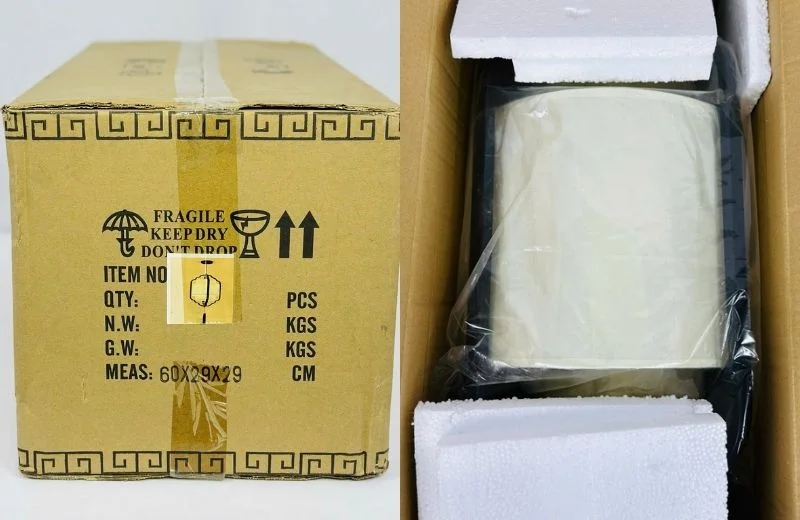 FRAGILE
KEEP DRY
DON'T DROP
ITEM NO
QTY: PCS
N.W: KGS
G.W: KGS
MEAS: 60X29X29 CM